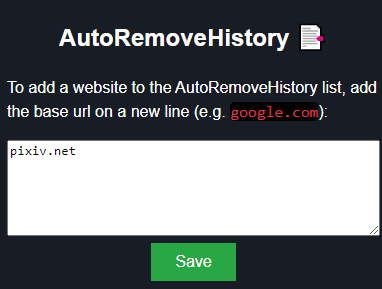 AutoRemoveHistory
To add a website to the AutoRemoveHistory list, add
the base url on a new line (e.g. google.com):
pixiv.net
Save